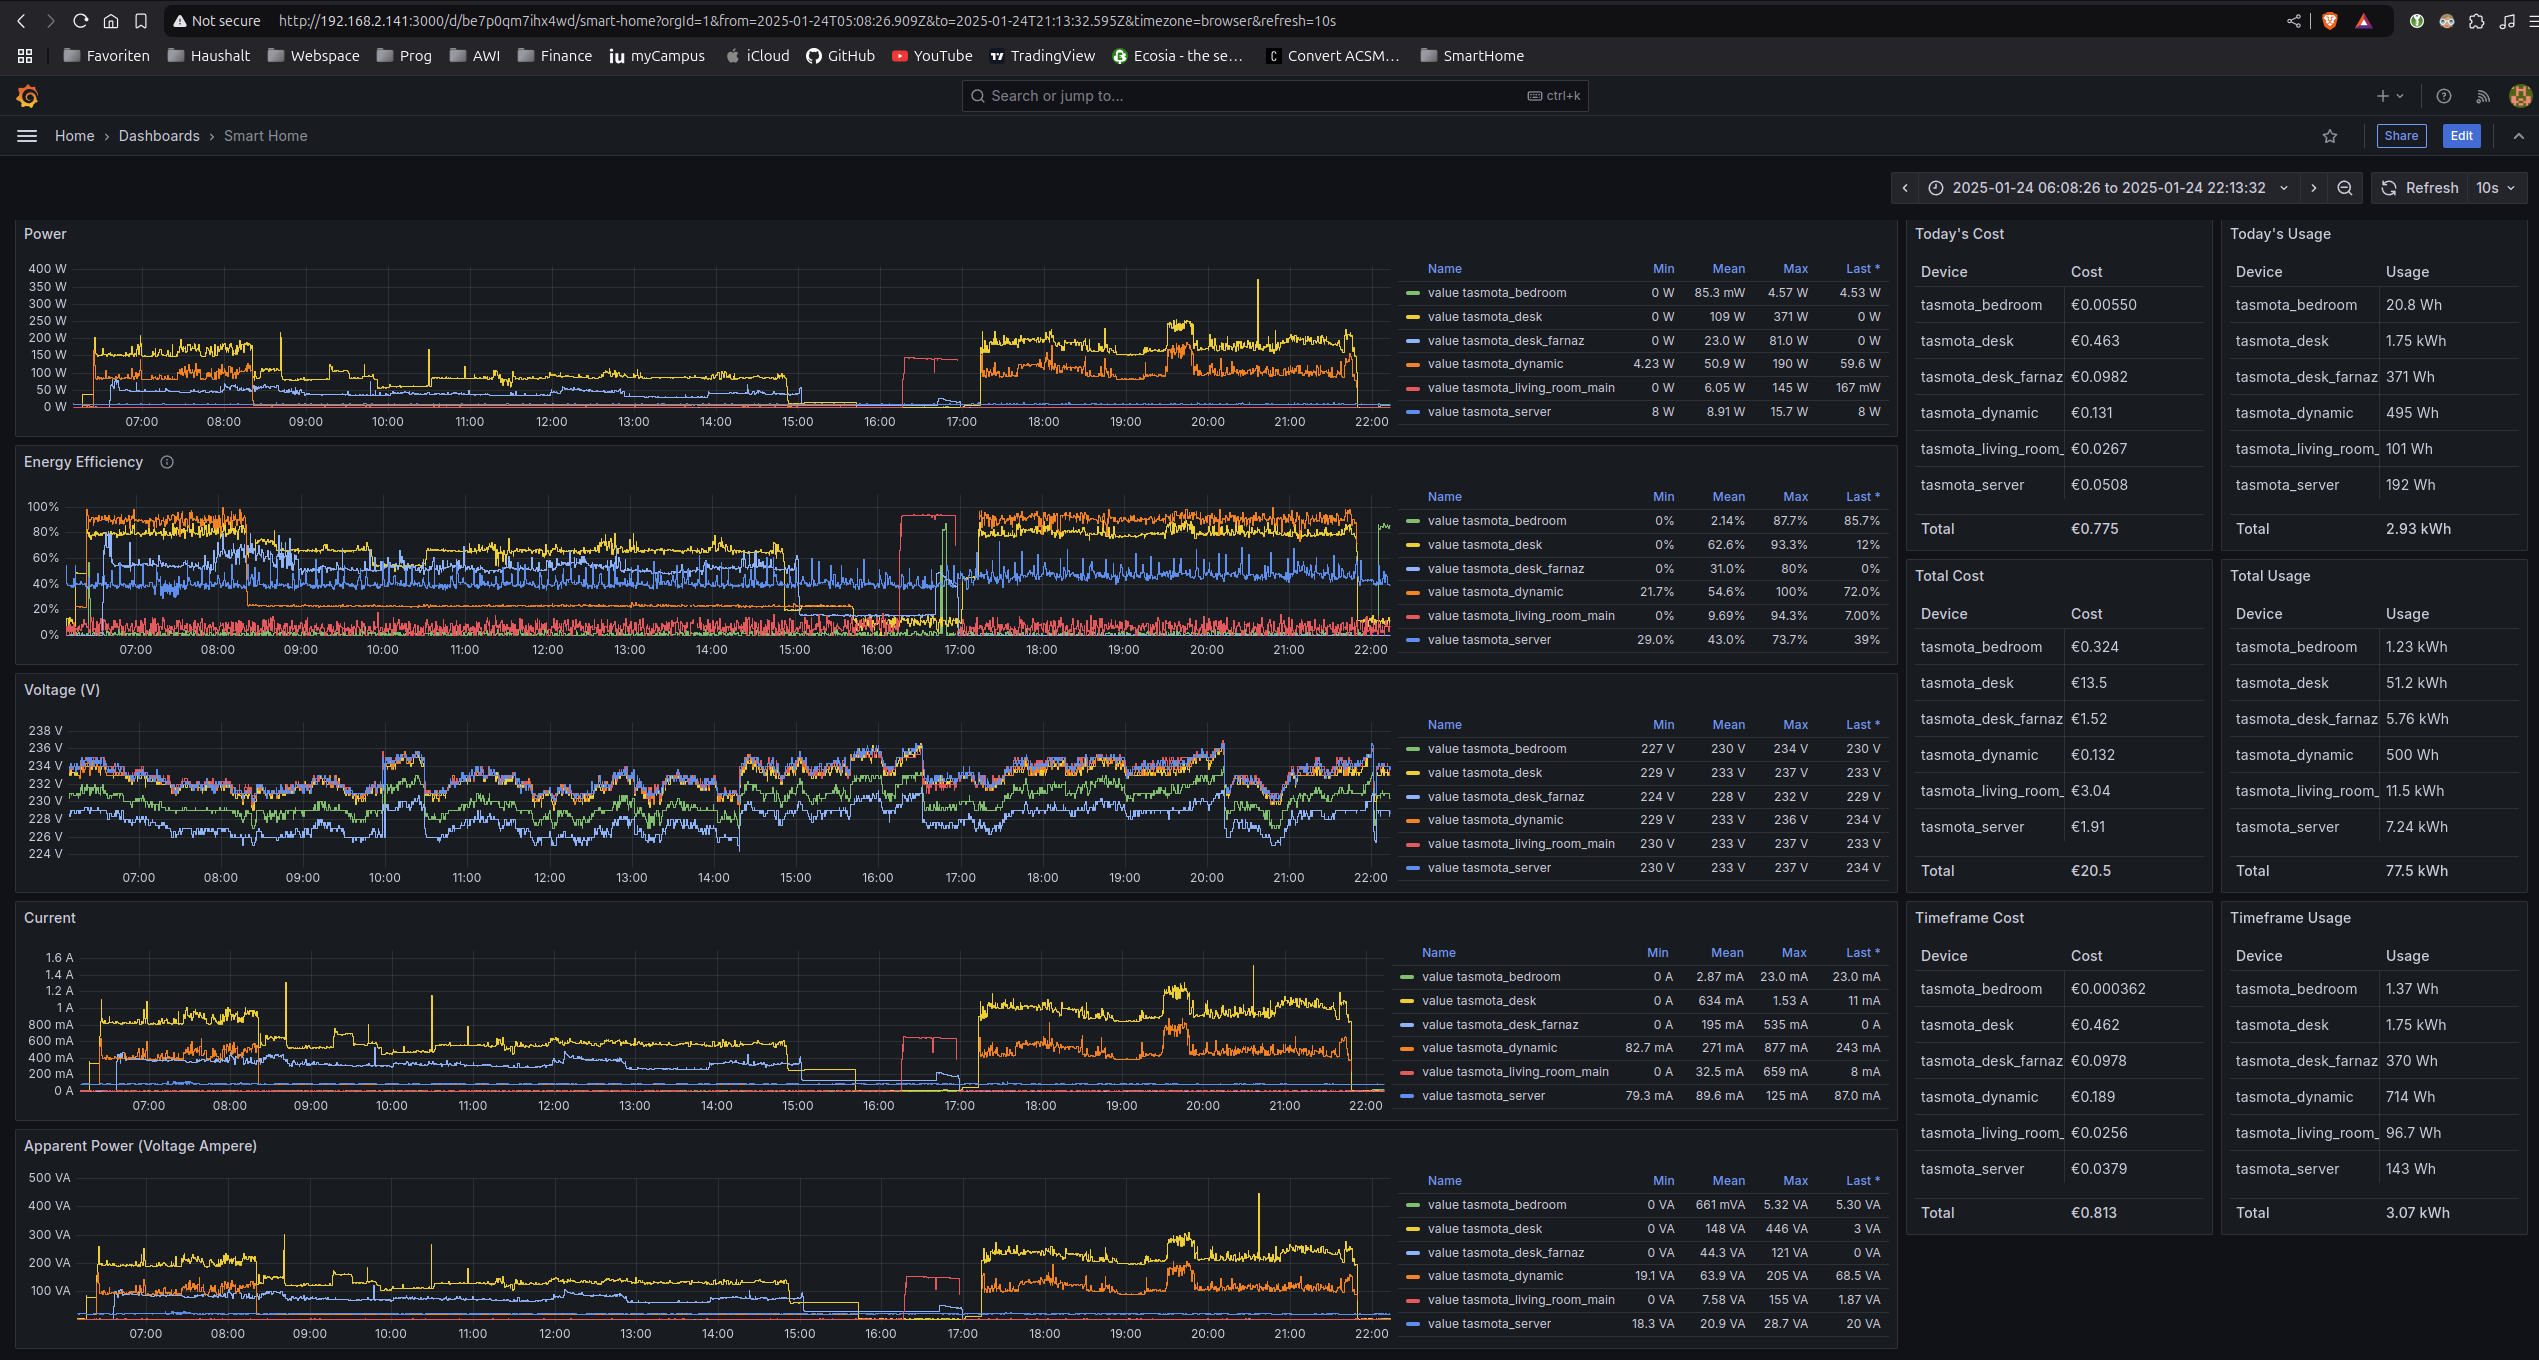 Not secure http://192.168.2.141:3000/d/be7p0qm7ihx4wd/smart-home?orgId=1&from=2025-01-24T05:08:26.909Z&to=2025-01-24T21:13:32.595Z&timezone=browser&refresh=10s
Favoriten Haushalt Webspace Prog AWI Finance iu myCampus iCloud GitHub YouTube TradingView Ecosia - the se… C Convert ACSM… SmartHome
Search or jump to... ctrl+k
Home › Dashboards › Smart Home Share Edit
2025-01-24 06:08:26 to 2025-01-24 22:13:32 Refresh 10s
Power
400 W
350 W
300 W
250 W
200 W
150 W
100 W
50 W
0 W
07:00 08:00 09:00 10:00 11:00 12:00 13:00 14:00 15:00 16:00 17:00 18:00 19:00 20:00 21:00 22:00
Name Min Mean Max Last *
value tasmota_bedroom 0 W 85.3 mW 4.57 W 4.53 W
value tasmota_desk 0 W 109 W 371 W 0 W
value tasmota_desk_farnaz 0 W 23.0 W 81.0 W 0 W
value tasmota_dynamic 4.23 W 50.9 W 190 W 59.6 W
value tasmota_living_room_main 0 W 6.05 W 145 W 167 mW
value tasmota_server 8 W 8.91 W 15.7 W 8 W
Energy Efficiency
100%
80%
60%
40%
20%
0%
07:00 08:00 09:00 10:00 11:00 12:00 13:00 14:00 15:00 16:00 17:00 18:00 19:00 20:00 21:00 22:00
Name Min Mean Max Last *
value tasmota_bedroom 0% 2.14% 87.7% 85.7%
value tasmota_desk 0% 62.6% 93.3% 12%
value tasmota_desk_farnaz 0% 31.0% 80% 0%
value tasmota_dynamic 21.7% 54.6% 100% 72.0%
value tasmota_living_room_main 0% 9.69% 94.3% 7.00%
value tasmota_server 29.0% 43.0% 73.7% 39%
Voltage (V)
238 V
236 V
234 V
232 V
230 V
228 V
226 V
224 V
07:00 08:00 09:00 10:00 11:00 12:00 13:00 14:00 15:00 16:00 17:00 18:00 19:00 20:00 21:00 22:00
Name Min Mean Max Last *
value tasmota_bedroom 227 V 230 V 234 V 230 V
value tasmota_desk 229 V 233 V 237 V 233 V
value tasmota_desk_farnaz 224 V 228 V 232 V 229 V
value tasmota_dynamic 229 V 233 V 236 V 234 V
value tasmota_living_room_main 230 V 233 V 237 V 233 V
value tasmota_server 230 V 233 V 237 V 234 V
Current
1.6 A
1.4 A
1.2 A
1 A
800 mA
600 mA
400 mA
200 mA
0 A
07:00 08:00 09:00 10:00 11:00 12:00 13:00 14:00 15:00 16:00 17:00 18:00 19:00 20:00 21:00 22:00
Name Min Mean Max Last *
value tasmota_bedroom 0 A 2.87 mA 23.0 mA 23.0 mA
value tasmota_desk 0 A 634 mA 1.53 A 11 mA
value tasmota_desk_farnaz 0 A 195 mA 535 mA 0 A
value tasmota_dynamic 82.7 mA 271 mA 877 mA 243 mA
value tasmota_living_room_main 0 A 32.5 mA 659 mA 8 mA
value tasmota_server 79.3 mA 89.6 mA 125 mA 87.0 mA
Apparent Power (Voltage Ampere)
500 VA
400 VA
300 VA
200 VA
100 VA
07:00 08:00 09:00 10:00 11:00 12:00 13:00 14:00 15:00 16:00 17:00 18:00 19:00 20:00 21:00 22:00
Name Min Mean Max Last *
value tasmota_bedroom 0 VA 661 mVA 5.32 VA 5.30 VA
value tasmota_desk 0 VA 148 VA 446 VA 3 VA
value tasmota_desk_farnaz 0 VA 44.3 VA 121 VA 0 VA
value tasmota_dynamic 19.1 VA 63.9 VA 205 VA 68.5 VA
value tasmota_living_room_main 0 VA 7.58 VA 155 VA 1.87 VA
value tasmota_server 18.3 VA 20.9 VA 28.7 VA 20 VA
Today's Cost
Device Cost
tasmota_bedroom €0.00550
tasmota_desk €0.463
tasmota_desk_farnaz €0.0982
tasmota_dynamic €0.131
tasmota_living_room_ €0.0267
tasmota_server €0.0508
Total €0.775
Today's Usage
Device Usage
tasmota_bedroom 20.8 Wh
tasmota_desk 1.75 kWh
tasmota_desk_farnaz 371 Wh
tasmota_dynamic 495 Wh
tasmota_living_room_ 101 Wh
tasmota_server 192 Wh
Total 2.93 kWh
Total Cost
Device Cost
tasmota_bedroom €0.324
tasmota_desk €13.5
tasmota_desk_farnaz €1.52
tasmota_dynamic €0.132
tasmota_living_room_ €3.04
tasmota_server €1.91
Total €20.5
Total Usage
Device Usage
tasmota_bedroom 1.23 kWh
tasmota_desk 51.2 kWh
tasmota_desk_farnaz 5.76 kWh
tasmota_dynamic 500 Wh
tasmota_living_room_ 11.5 kWh
tasmota_server 7.24 kWh
Total 77.5 kWh
Timeframe Cost
Device Cost
tasmota_bedroom €0.000362
tasmota_desk €0.462
tasmota_desk_farnaz €0.0978
tasmota_dynamic €0.189
tasmota_living_room_ €0.0256
tasmota_server €0.0379
Total €0.813
Timeframe Usage
Device Usage
tasmota_bedroom 1.37 Wh
tasmota_desk 1.75 kWh
tasmota_desk_farnaz 370 Wh
tasmota_dynamic 714 Wh
tasmota_living_room_ 96.7 Wh
tasmota_server 143 Wh
Total 3.07 kWh